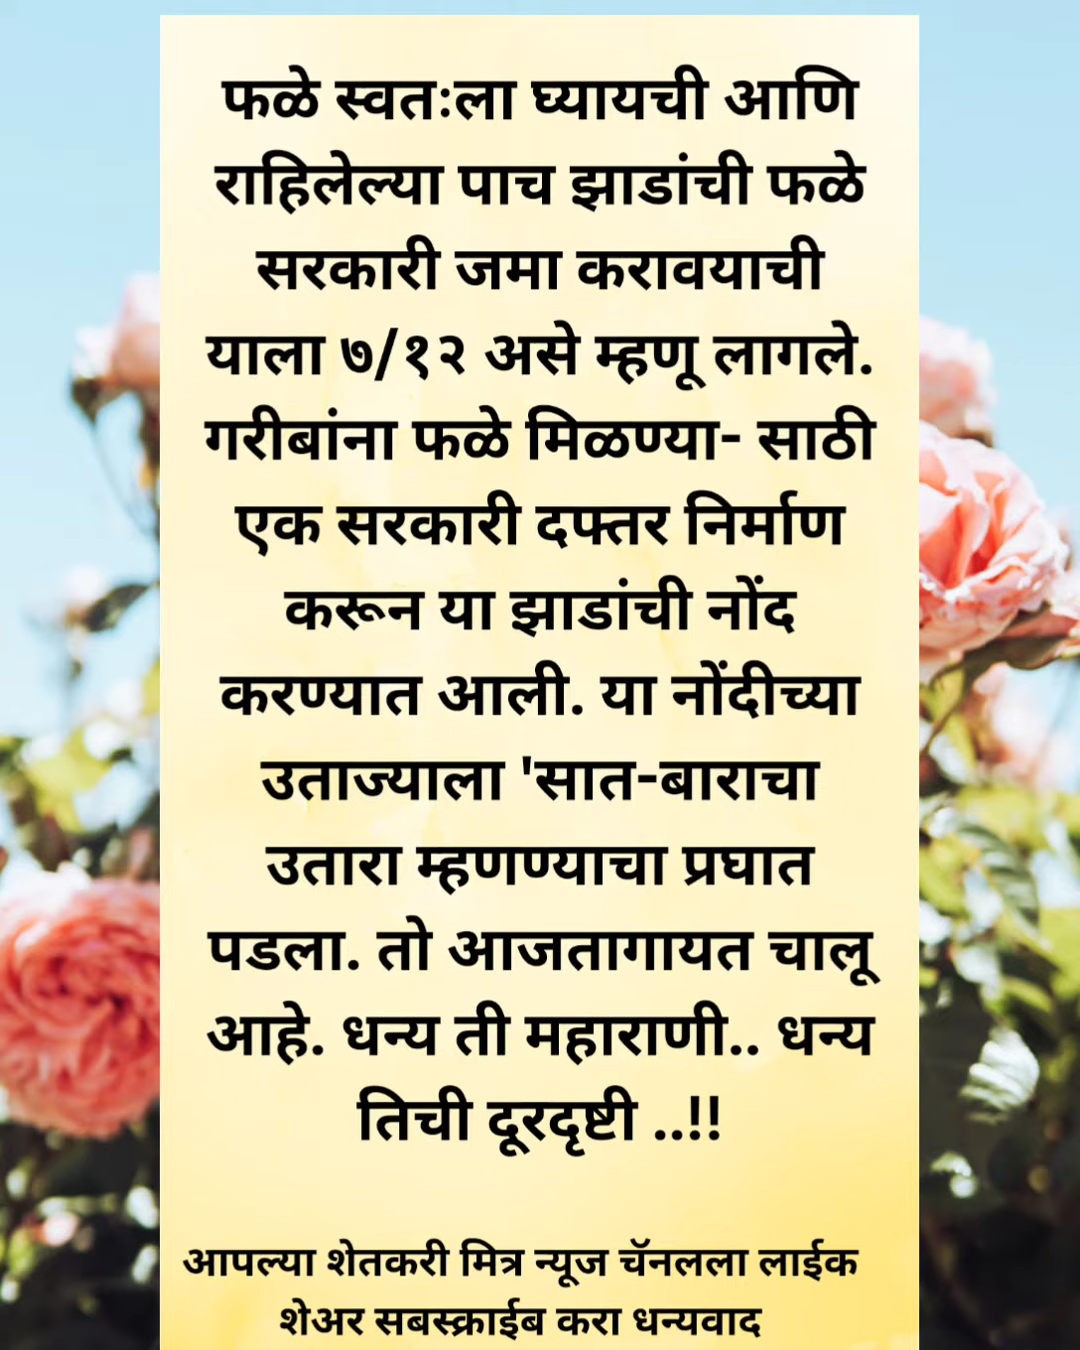 फळे स्वतःला घ्यायची आणि
राहिलेल्या पाच झाडांची फळे
सरकारी जमा करावयाची
याला ७/१२ असे म्हणू लागले.
गरीबांना फळे मिळण्या- साठी
एक सरकारी दफ्तर निर्माण
करून या झाडांची नोंद
करण्यात आली. या नोंदीच्या
उताज्याला 'सात-बाराचा
उतारा म्हणण्याचा प्रघात
पडला. तो आजतागायत चालू
आहे. धन्य ती महाराणी.. धन्य
तिची दूरदृष्टी ..!!
आपल्या शेतकरी मित्र न्यूज चॅनलला लाईक
शेअर सबस्क्राईब करा धन्यवाद